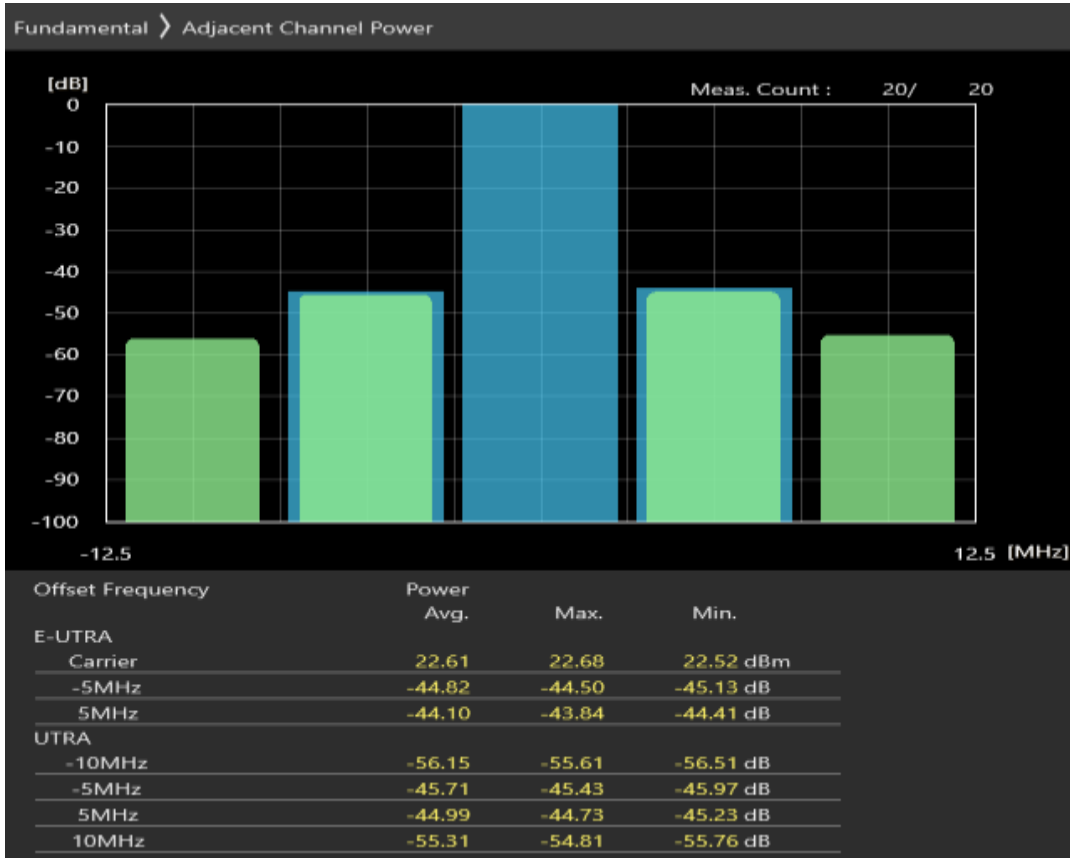 Fundamental 〉 Adjacent Channel Power
[dB]
Meas. Count : 20/ 20
0
-10
-20
-30
-40
-50
-60
-70
-80
-90
-100
-12.5 12.5 [MHz]
Offset Frequency Power
Avg. Max. Min.
E-UTRA
Carrier 22.61 22.68 22.52 dBm
-5MHz -44.82 -44.50 -45.13 dB
5MHz -44.10 -43.84 -44.41 dB
UTRA
-10MHz -56.15 -55.61 -56.51 dB
-5MHz -45.71 -45.43 -45.97 dB
5MHz -44.99 -44.73 -45.23 dB
10MHz -55.31 -54.81 -55.76 dB